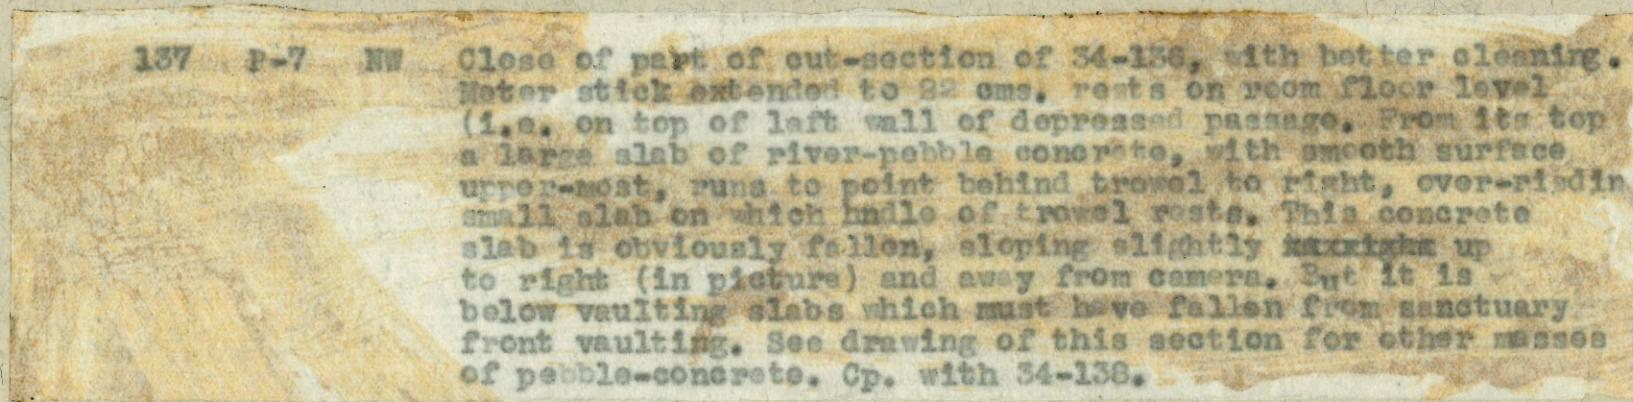 137 P-7 NW Close of part of cut-section of 34-138, with better cleaning.
Meter stick extended to 22 cms. rests on room floor level
(i.e. on top of left wall of depressed passage. From its top
a large slab of river-pebble concrete, with smooth surface
upper-most, runs to point behind trowel to right, over-ri
small slab on which hndle of trowel rests. This concrete
slab is obviously fallen, sloping slightly up
to right (in picture) and away from camera. But it is
below vaulting slabs which must have fallen from sanctuary
front vaulting. See drawing of this section for other masses
of pebble-concrete. Cp. with 34-138.